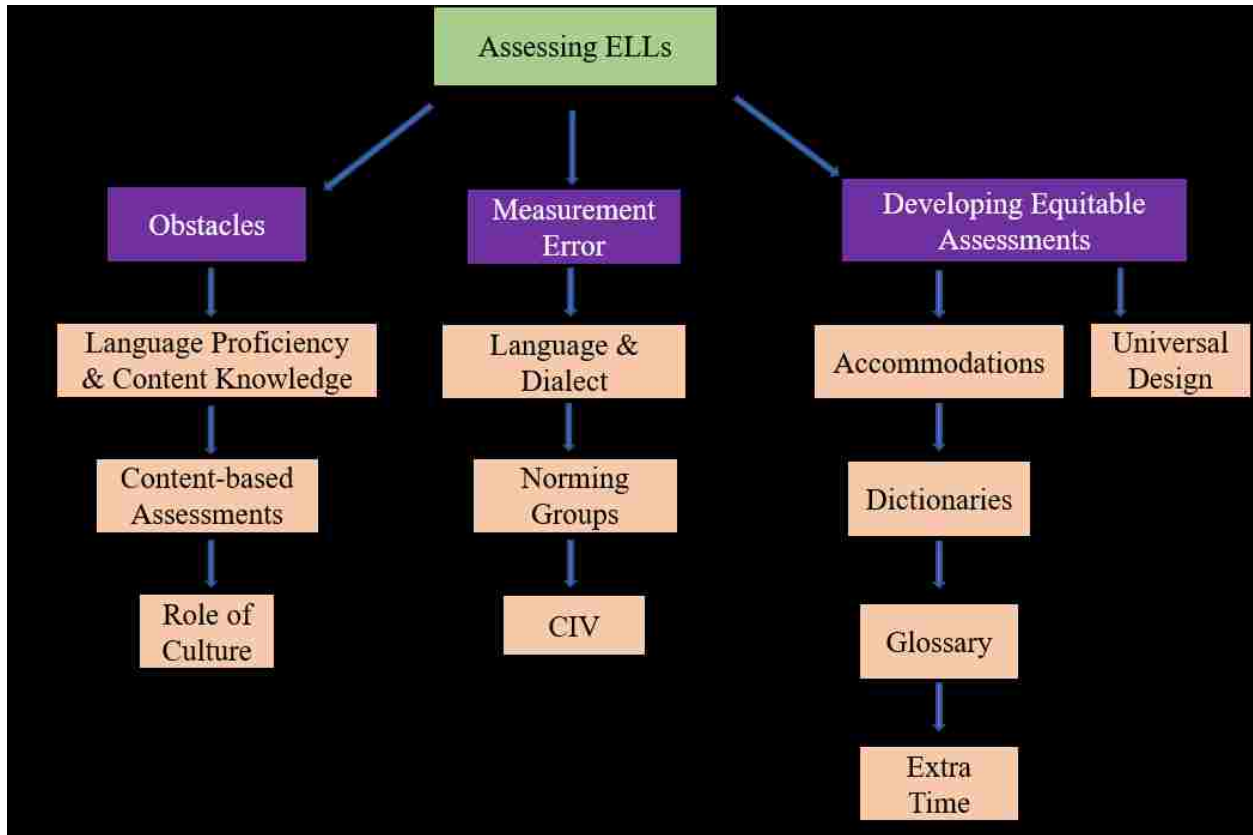 Assessing ELLs
Obstacles
Measurement
Error
Developing Equitable
Assessments
Language Proficiency
& Content Knowledge
Language &
Dialect
Accommodations
Universal
Design
Content-based
Assessments
Norming
Groups
Dictionaries
Role of
Culture
CIV
Glossary
Extra
Time